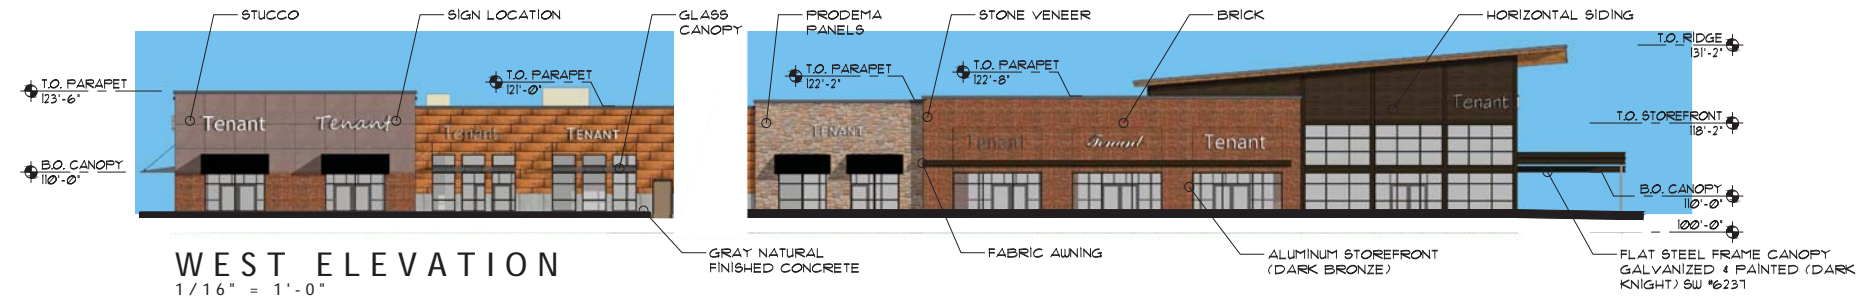 STUCCO
SIGN LOCATION
GLASS
CANOPY
PRODEMA
PANELS
STONE VENEER
BRICK
HORIZONTAL SIDING
T.O. RIDGE
131'-2"
T.O. PARAPET
123'-6"
T.O. PARAPET
121'-0"
T.O. PARAPET
122'-2"
T.O. PARAPET
122'-8"
T.O. STOREFRONT
118'-2"
Tenant
Tenant
Tenant
TENANT
TENANT
Tenant
Tenant
Tenant
Tenant
B.O. CANOPY
110'-0"
B.O. CANOPY
110'-0"
100'-0"
GRAY NATURAL
FINISHED CONCRETE
FABRIC AWNING
ALUMINUM STOREFRONT
(DARK BRONZE)
FLAT STEEL FRAME CANOPY
GALVANIZED & PAINTED (DARK
KNIGHT) SW #6237
WEST ELEVATION
1/16" = 1'-0"